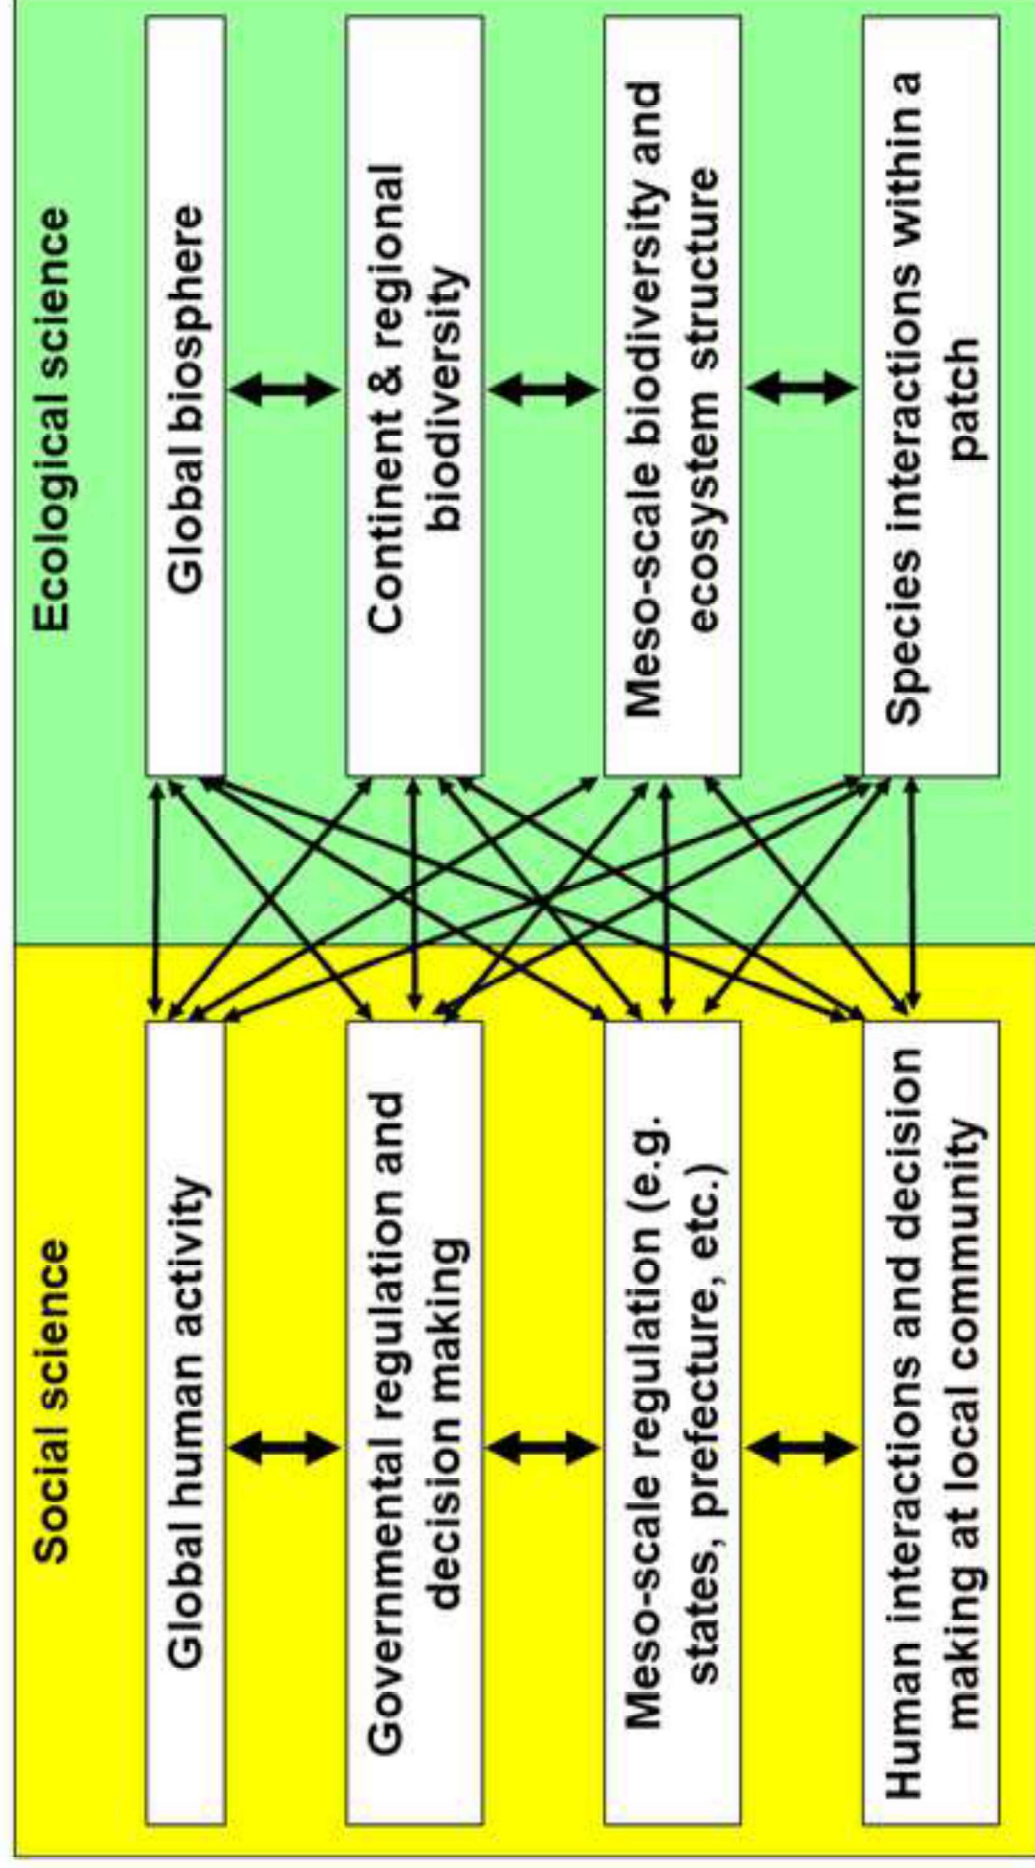 Social science
Ecological science
Global human activity
Global biosphere
Governmental regulation and
decision making
Continent & regional
biodiversity
Meso-scale regulation (e.g.
states, prefecture, etc.)
Meso-scale biodiversity and
ecosystem structure
Human interactions and decision
making at local community
Species interactions within a
patch